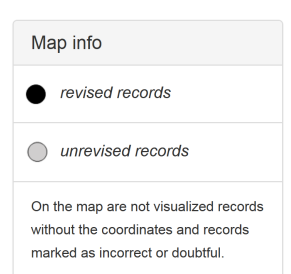 Map info
revised records
unrevised records
On the map are not visualized records
without the coordinates and records
marked as incorrect or doubtful.